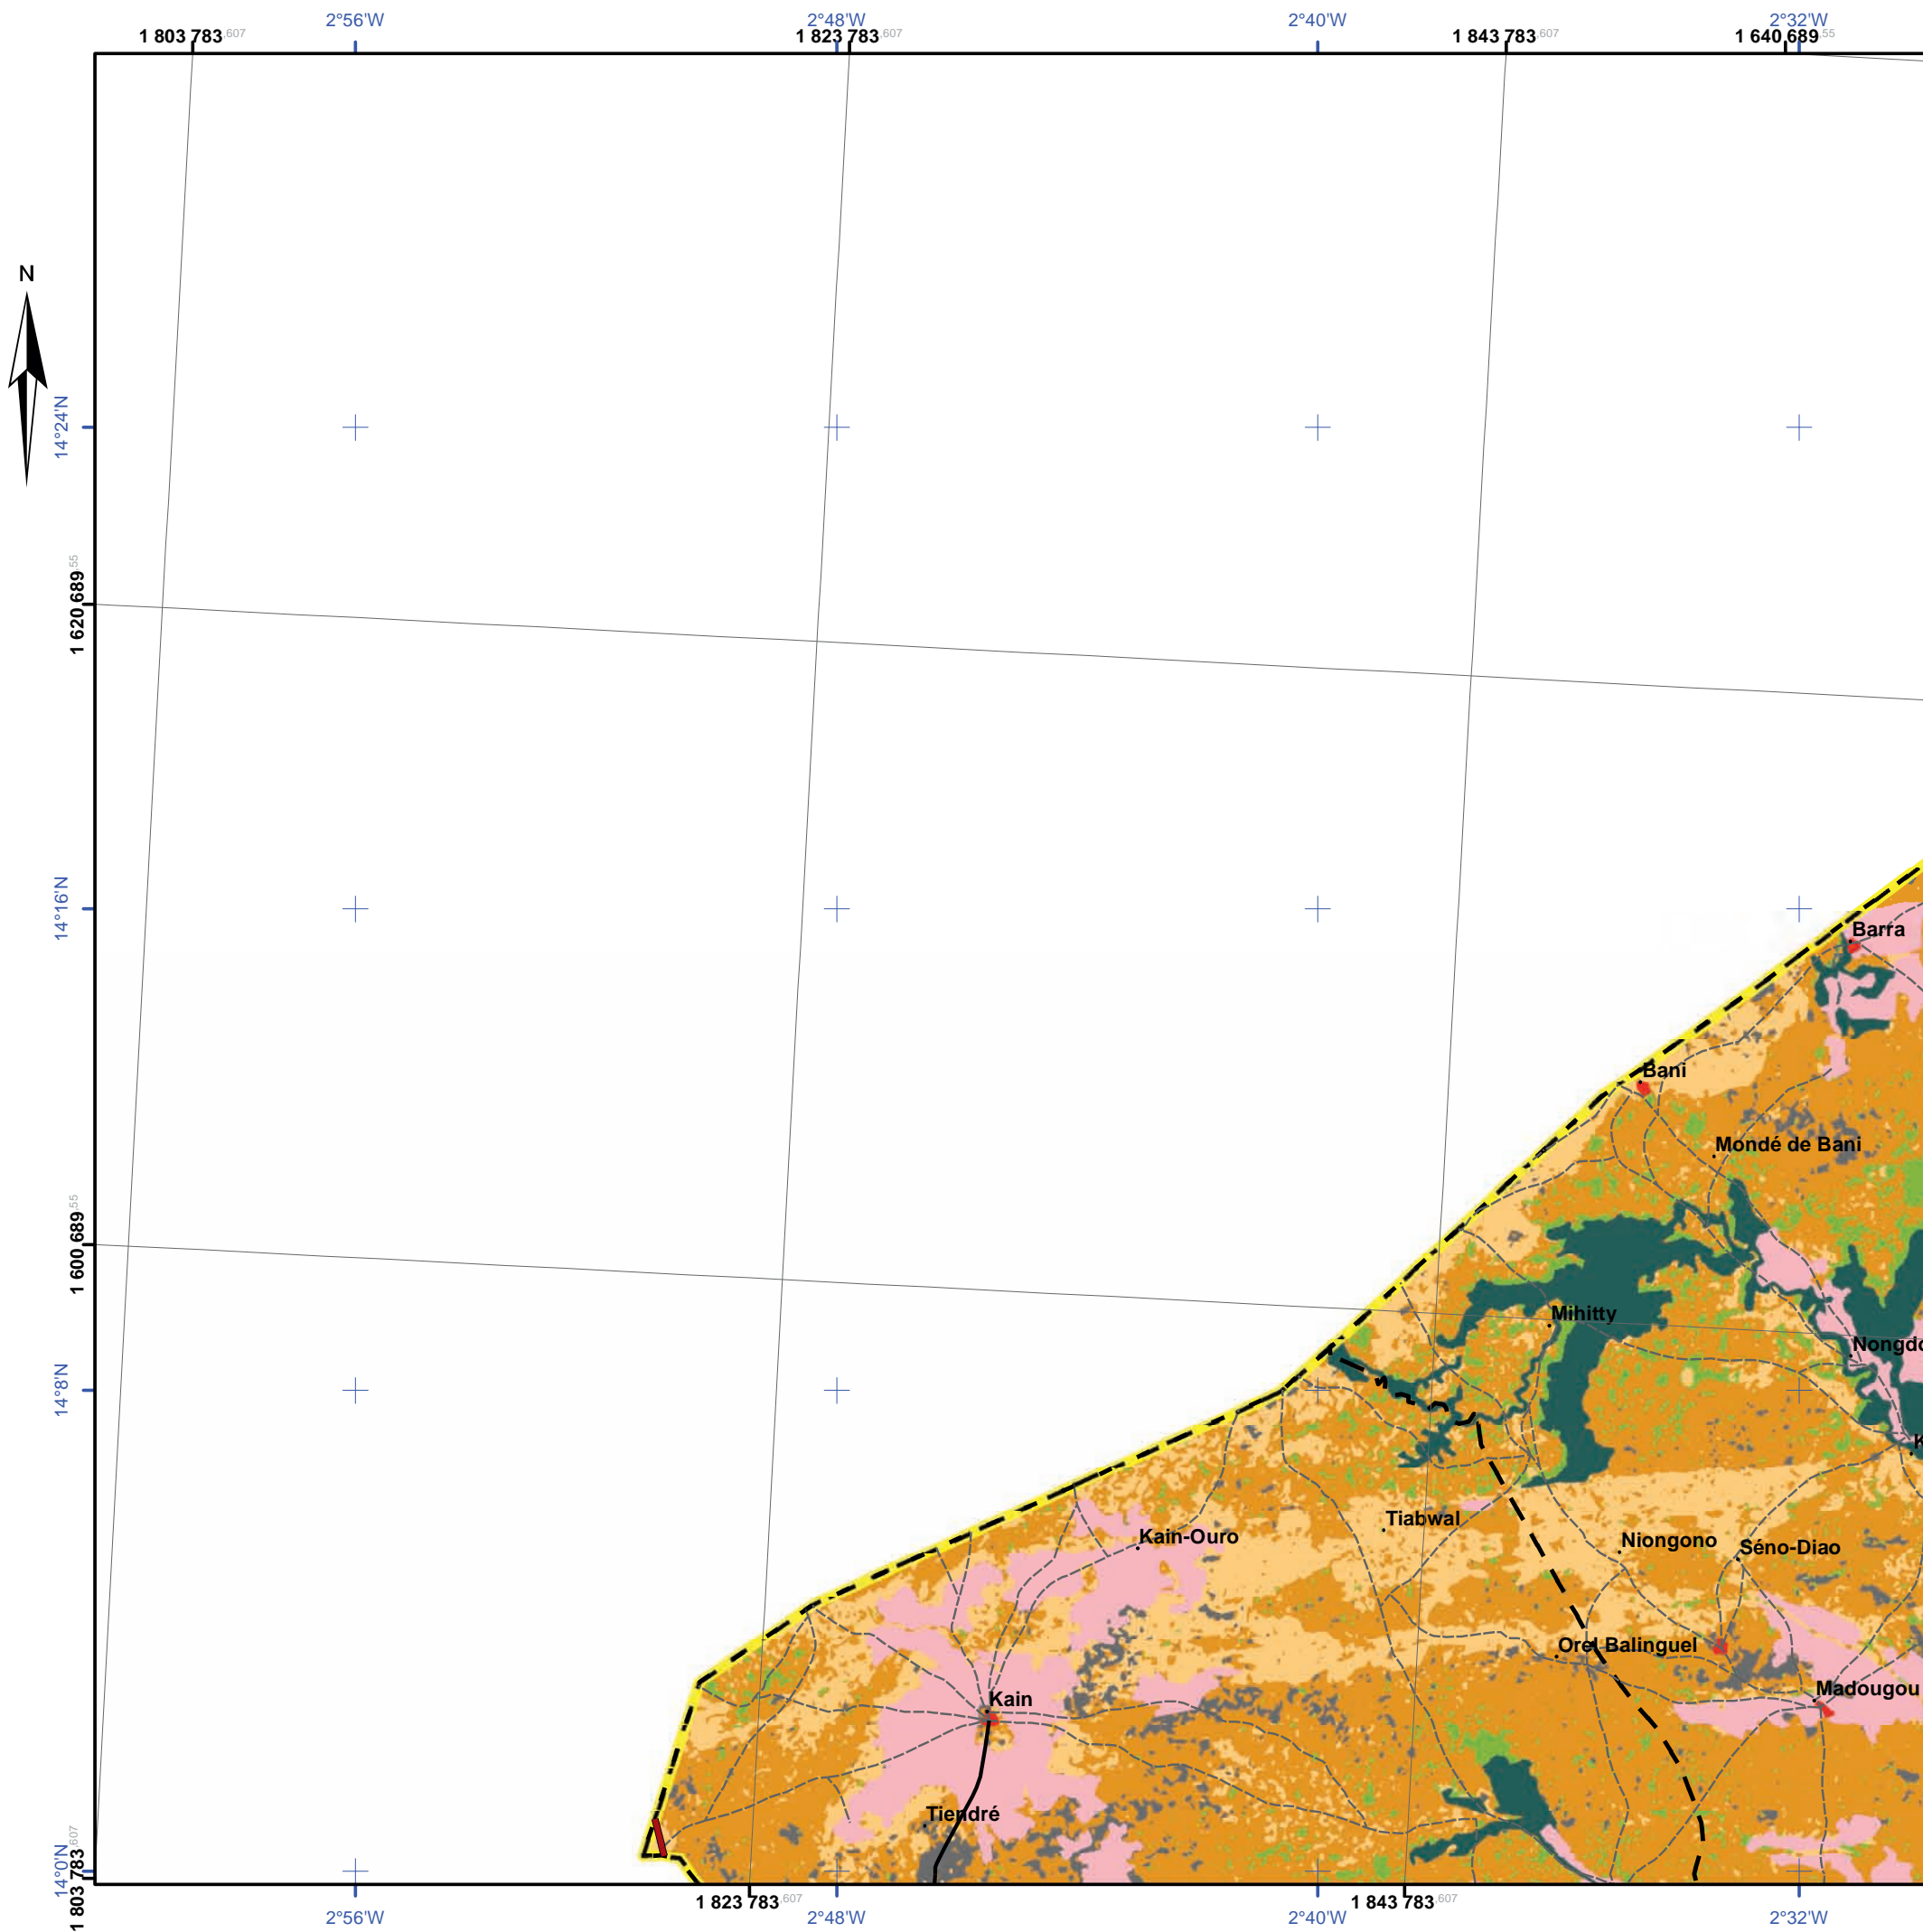 2°56'W 2°48'W 2°40'W 2°32'W
1 803 783,607 1 823 783,607 1 843 783,607 1 640 689,55
N
14°24'N
1 620 689,55
14°16'N
Barra
Bani
Mondé de Bani
1 600 689,55
Mihitty
Nongdo
14°8'N
K
Tiabwal
Kain-Ouro
Niongono
Séno-Diao
Orel Balinguel
Madougou
Kain
Tiendré
14°0'N
1 803 783,607
1 823 783,607 1 843 783,607
2°56'W 2°48'W 2°40'W 2°32'W